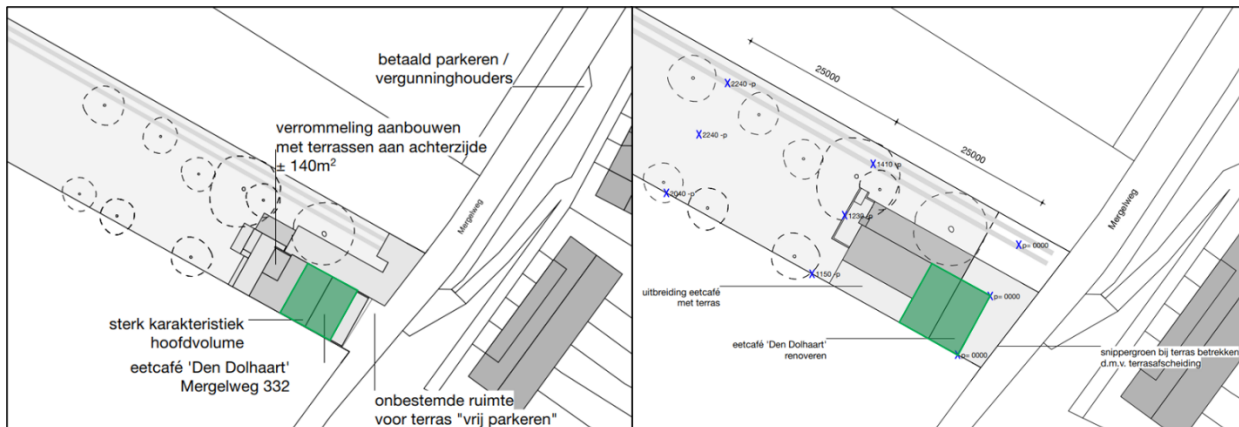 betaald parkeren /
vergunninghouders
verrommeling aanbouwen
met terrassen aan achterzijde
± 140m²
Mergelweg
sterk karakteristiek
hoofdvolume
eetcafé 'Den Dolhaart'
Mergelweg 332
onbestemde ruimte
voor terras "vrij parkeren"
25000
2240 -p
2240 -p
25000
1410 -p
2040 -p
Mergelweg
1239 -p
p= 0000
1150 -p
uitbreiding eetcafé
met terras
p= 0000
eetcafé 'Den Dolhaart'
renoveren
p= 0000
snippergroen bij terras betrekken
d.m.v. terrasafscheiding